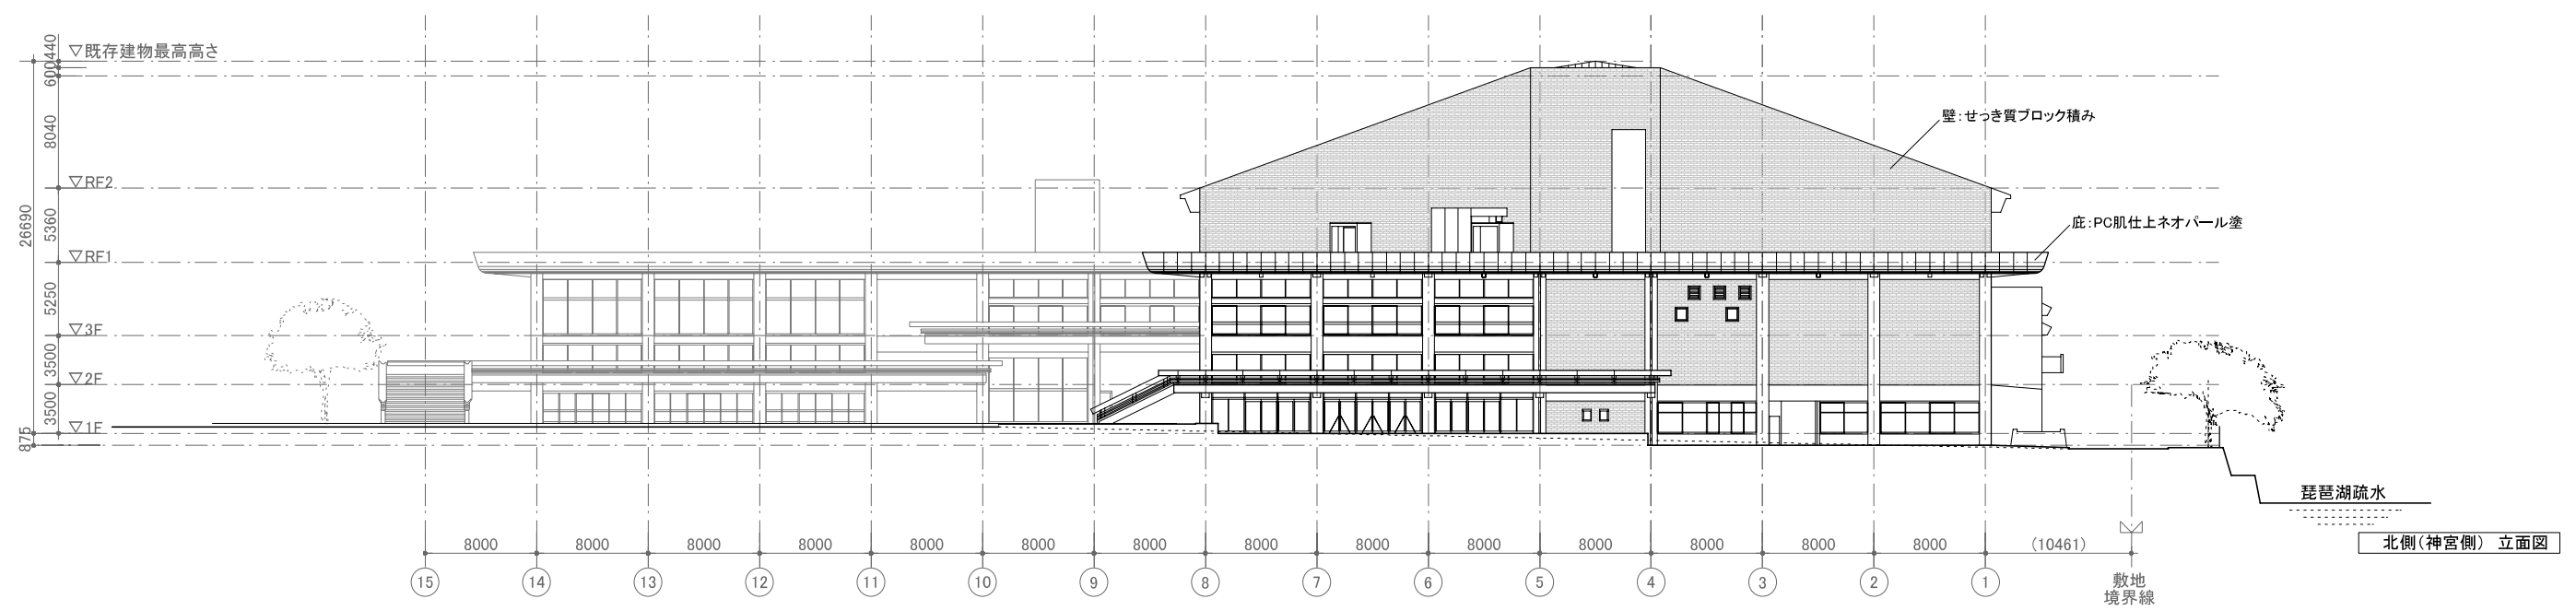 ▽既存建物最高高さ
440
600
8040
▽RF2
5360
26690
▽RF1
5250
▽3F
3500
▽2F
3500
▽1F
875
壁：せっき質ブロック積み
庇：PC肌仕上ネオパール塗
琵琶湖疏水
北側（神宮側） 立面図
8000 8000 8000 8000 8000 8000 8000 8000 8000 8000 8000 8000 8000 8000 (10461)
15 14 13 12 11 10 9 8 7 6 5 4 3 2 1
敷地
境界線